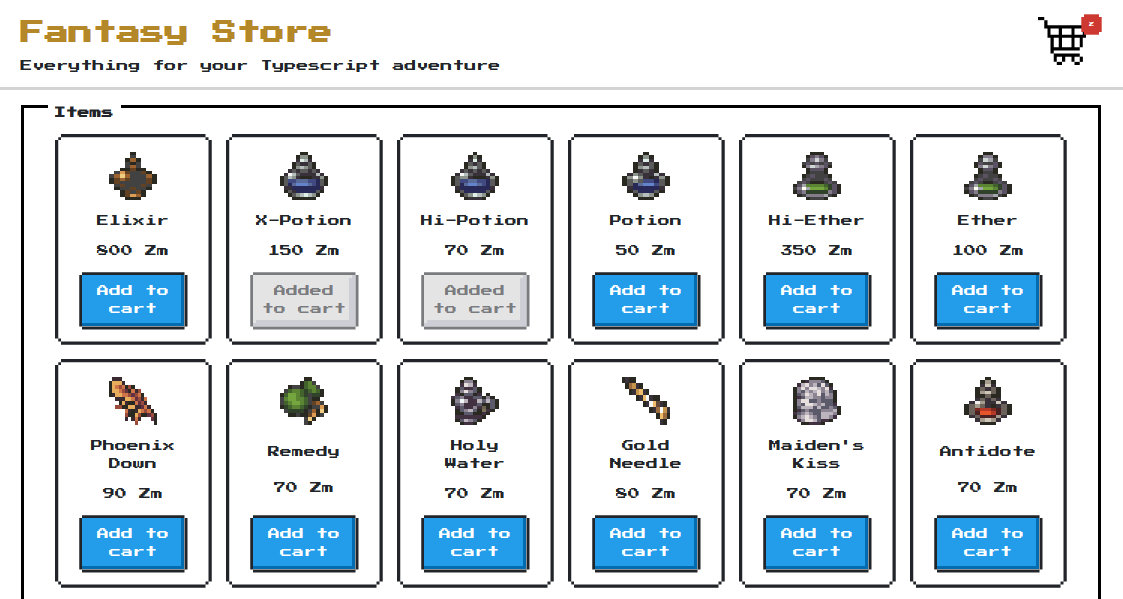 Fantasy Store
2
Everything for your Typescript adventure
Items
Elixir
800 Zm
Add to
cart
X-Potion
150 Zm
Added
to cart
Hi-Potion
70 Zm
Added
to cart
Potion
50 Zm
Add to
cart
Hi-Ether
350 Zm
Add to
cart
Ether
100 Zm
Add to
cart
Phoenix
Down
90 Zm
Add to
cart
Remedy
70 Zm
Add to
cart
Holy
Water
70 Zm
Add to
cart
Gold
Needle
80 Zm
Add to
cart
Maiden's
Kiss
70 Zm
Add to
cart
Antidote
70 Zm
Add to
cart